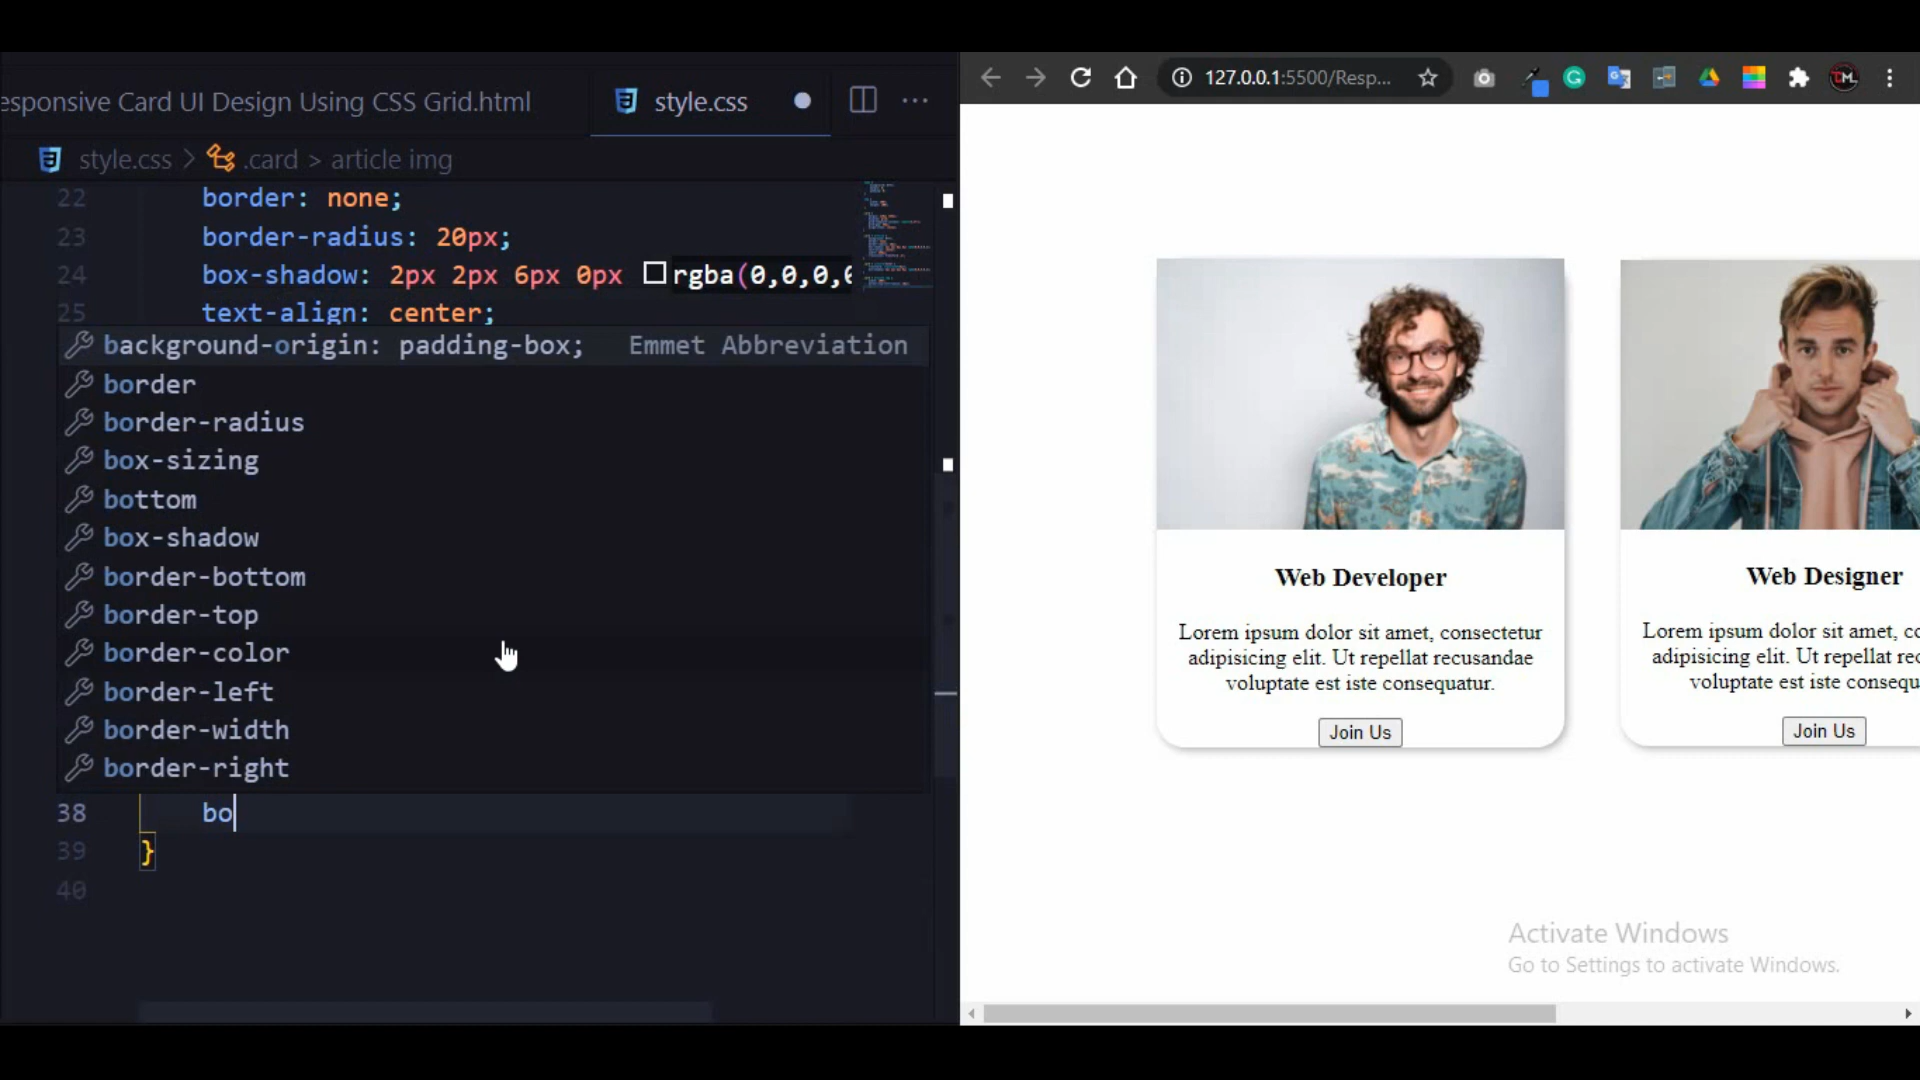 esponsive Card UI Design Using CSS Grid.html
style.css
style.css > .card > article img
22 border: none;
23 border-radius: 20px;
24 box-shadow: 2px 2px 6px 0px rgba(0,0,0,0
25 text-align: center;
background-origin: padding-box; Emmet Abbreviation
border
border-radius
box-sizing
bottom
box-shadow
border-bottom
border-top
border-color
border-left
border-width
border-right
38 bo
39 }
40
127.0.0.1:5500/Resp...
Web Developer
Lorem ipsum dolor sit amet, consectetur
adipisicing elit. Ut repellat recusandae
voluptate est iste consequatur.
Join Us
Web Designer
Lorem ipsum dolor sit amet, co
adipisicing elit. Ut repellat rec
voluptate est iste consequ
Join Us
Activate Windows
Go to Settings to activate Windows.